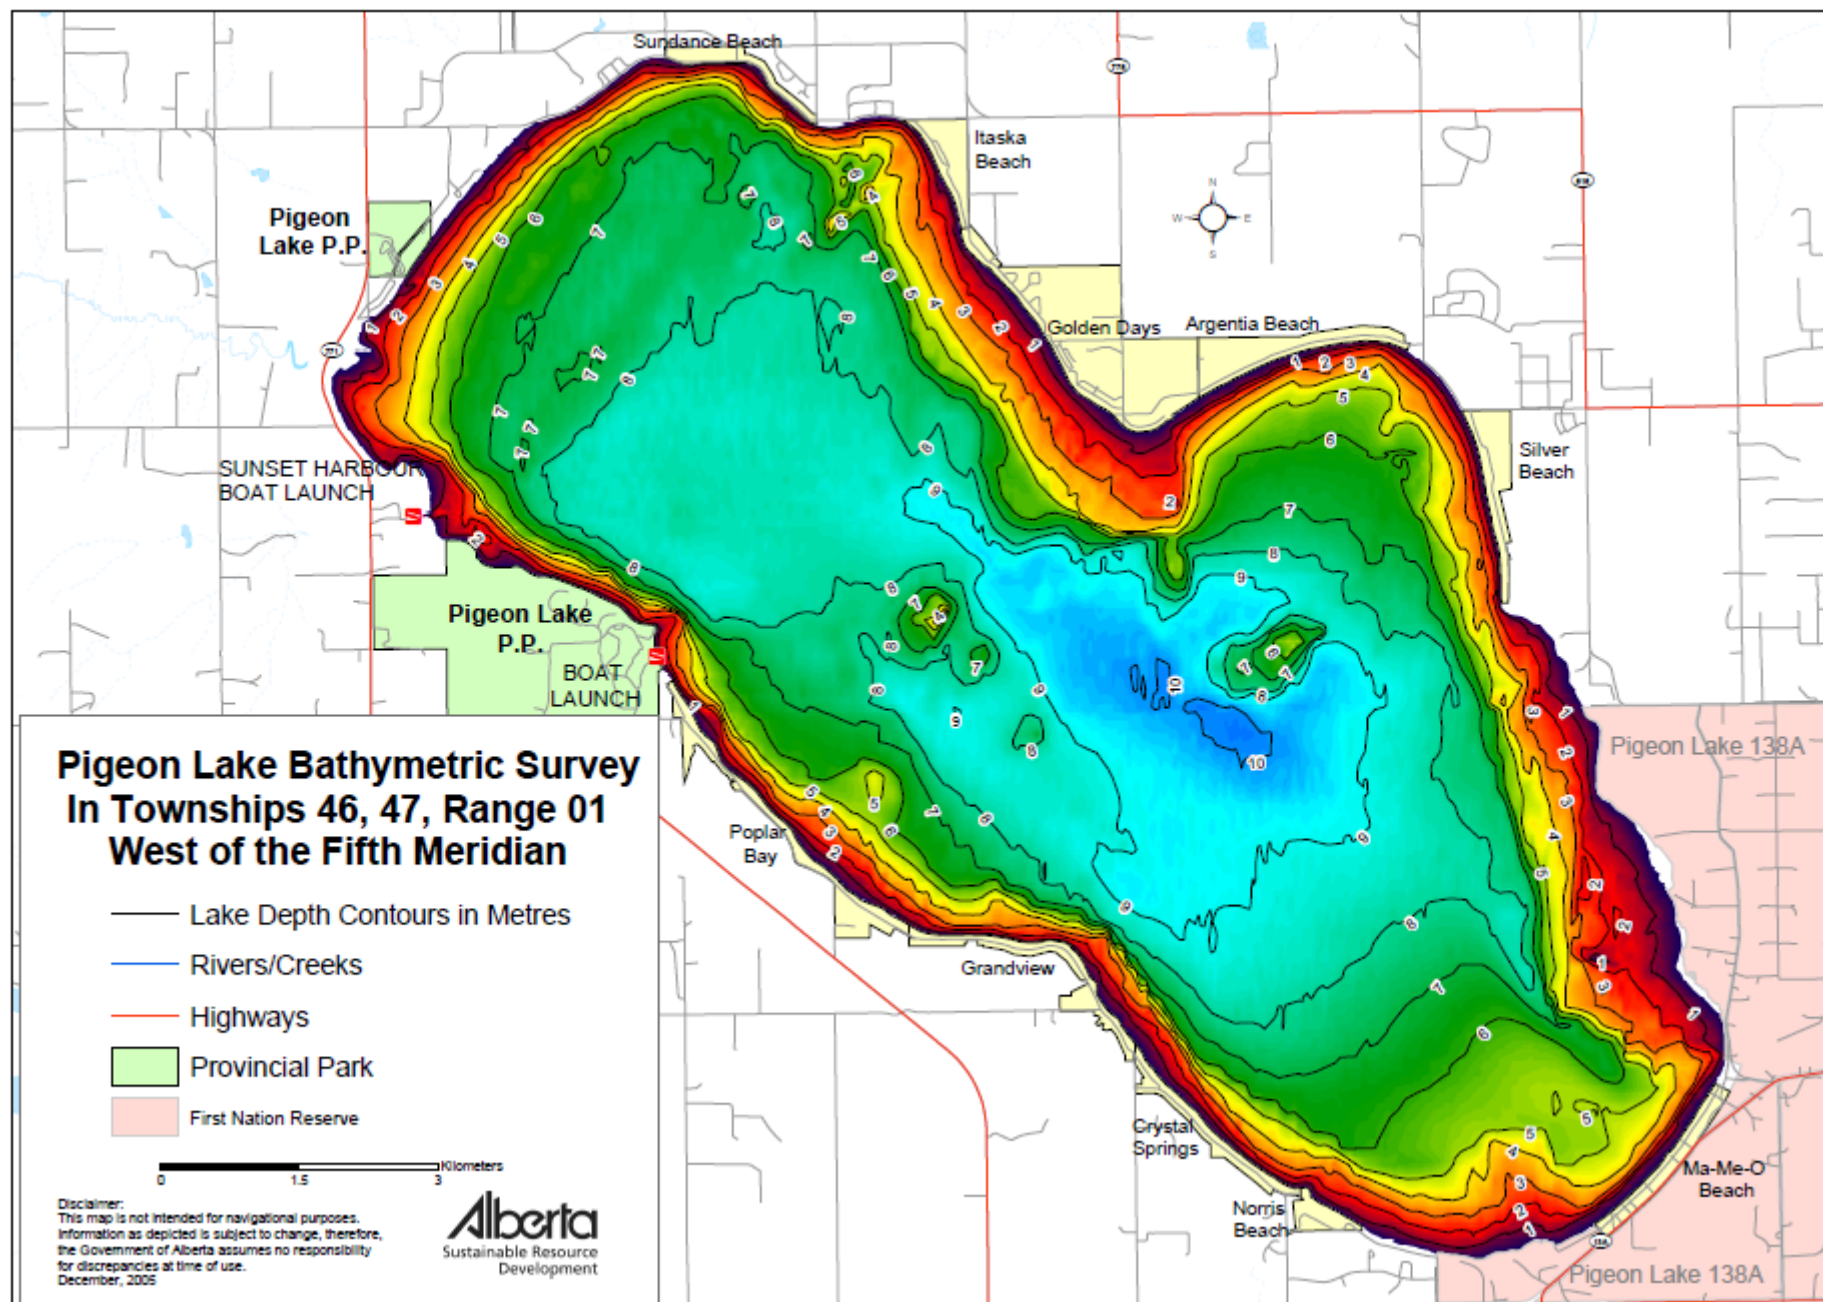 Sundance Beach
Itaska
Beach
Pigeon
Lake P.P.
N
W
E
S
Golden Days
Argentia Beach
Silver
Beach
SUNSET HARBOUR
BOAT LAUNCH
Pigeon Lake
P.P.
BOAT
LAUNCH
Pigeon Lake 138A
Poplar
Bay
Grandview
Crystal
Springs
Norris
Beach
Ma-Me-O
Beach
Pigeon Lake 138A
Pigeon Lake Bathymetric Survey
In Townships 46, 47, Range 01
West of the Fifth Meridian
Lake Depth Contours in Metres
Rivers/Creeks
Highways
Provincial Park
First Nation Reserve
Kilometers
0 1.5 3
Disclaimer:
This map is not intended for navigational purposes.
Information as depicted is subject to change, therefore,
the Government of Alberta assumes no responsibility
for discrepancies at time of use.
December, 2005
Alberta
Sustainable Resource
Development